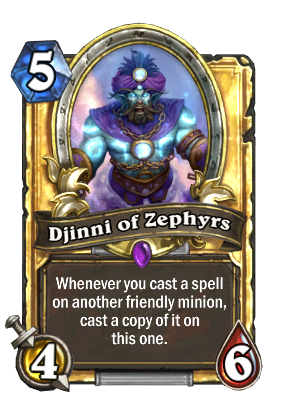 5
Djinni of Zephyrs
Whenever you cast a spell
on another friendly minion,
cast a copy of it on
this one.
4
6